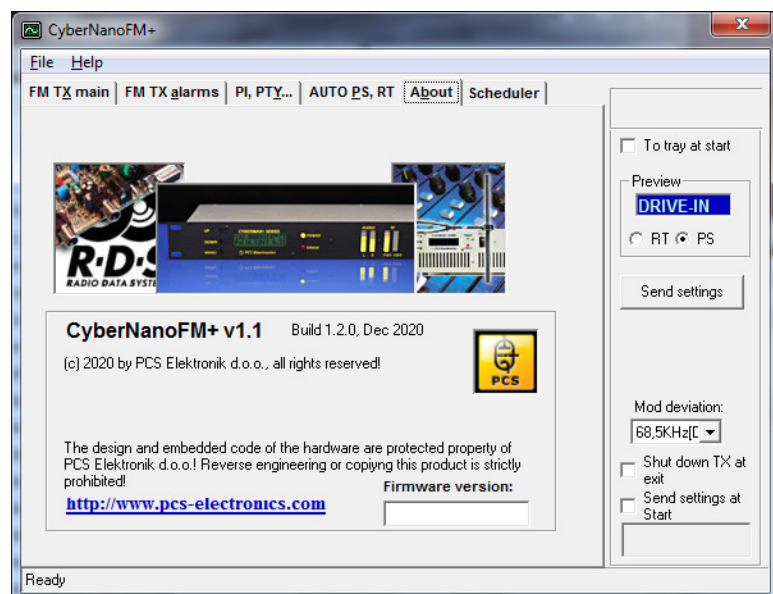 CyberNanoFM+
File Help
FM TX main FM TX alarms PI, PTY... AUTO PS, RT About Scheduler
To tray at start
Preview
DRIVE-IN
RT PS
Send settings
R·D·S
RADIO DATA SYSTE
CyberNanoFM+ v1.1 Build 1.2.0, Dec 2020
(c) 2020 by PCS Elektronik d.o.o., all rights reserved!
PCS
The design and embedded code of the hardware are protected property of
PCS Elektronik d.o.o.! Reverse engineering or copiyng this product is strictly
prohibited!
http://www.pcs-electronics.com
Firmware version:
Mod deviation:
68,5KHz[D
Shut down TX at
exit
Send settings at
Start
Ready